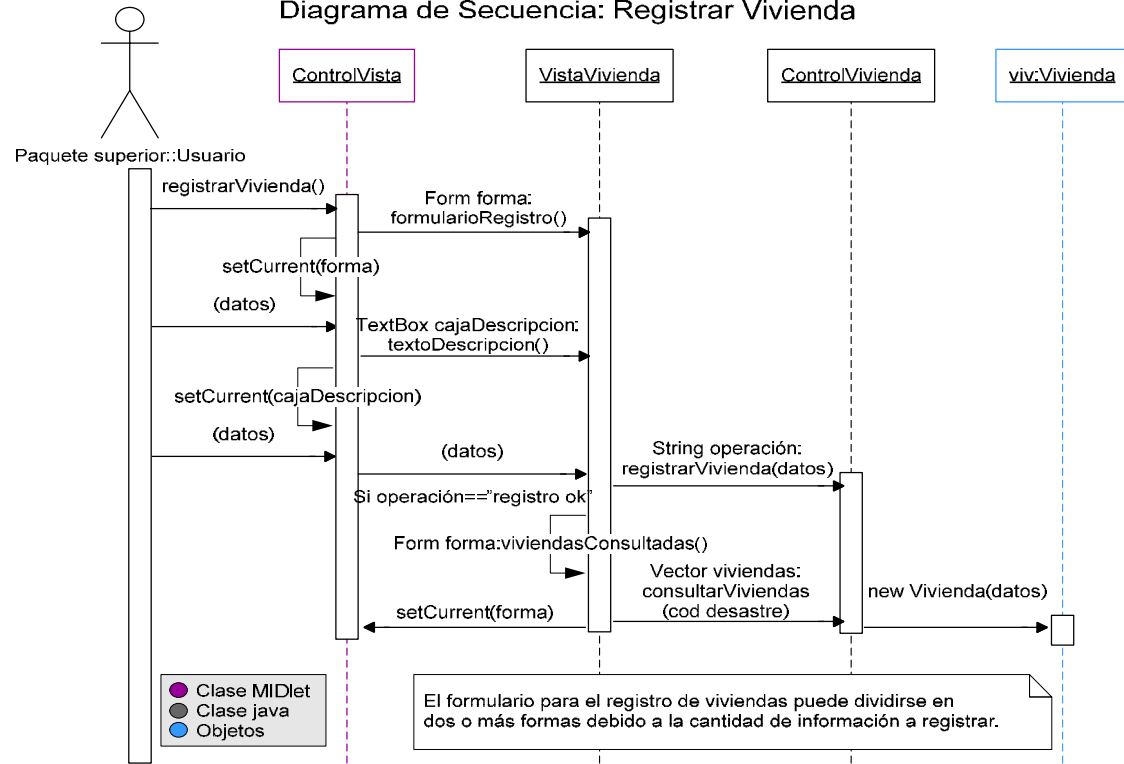 Diagrama de Secuencia: Registrar Vivienda
ControlVista
VistaVivienda
ControlVivienda
viv:Vivienda
Paquete superior::Usuario
registrarVivienda()
Form forma:
formularioRegistro()
setCurrent(forma)
(datos)
TextBox cajaDescripcion:
textoDescripcion()
setCurrent(cajaDescripcion)
(datos)
(datos)
String operación:
registrarVivienda(datos)
Si operación=="registro ok"
Form forma:viviendasConsultadas()
Vector viviendas:
consultarViviendas
(cod desastre)
new Vivienda(datos)
setCurrent(forma)
Clase MIDlet
Clase java
Objetos
El formulario para el registro de viviendas puede dividirse en
dos o más formas debido a la cantidad de información a registrar.